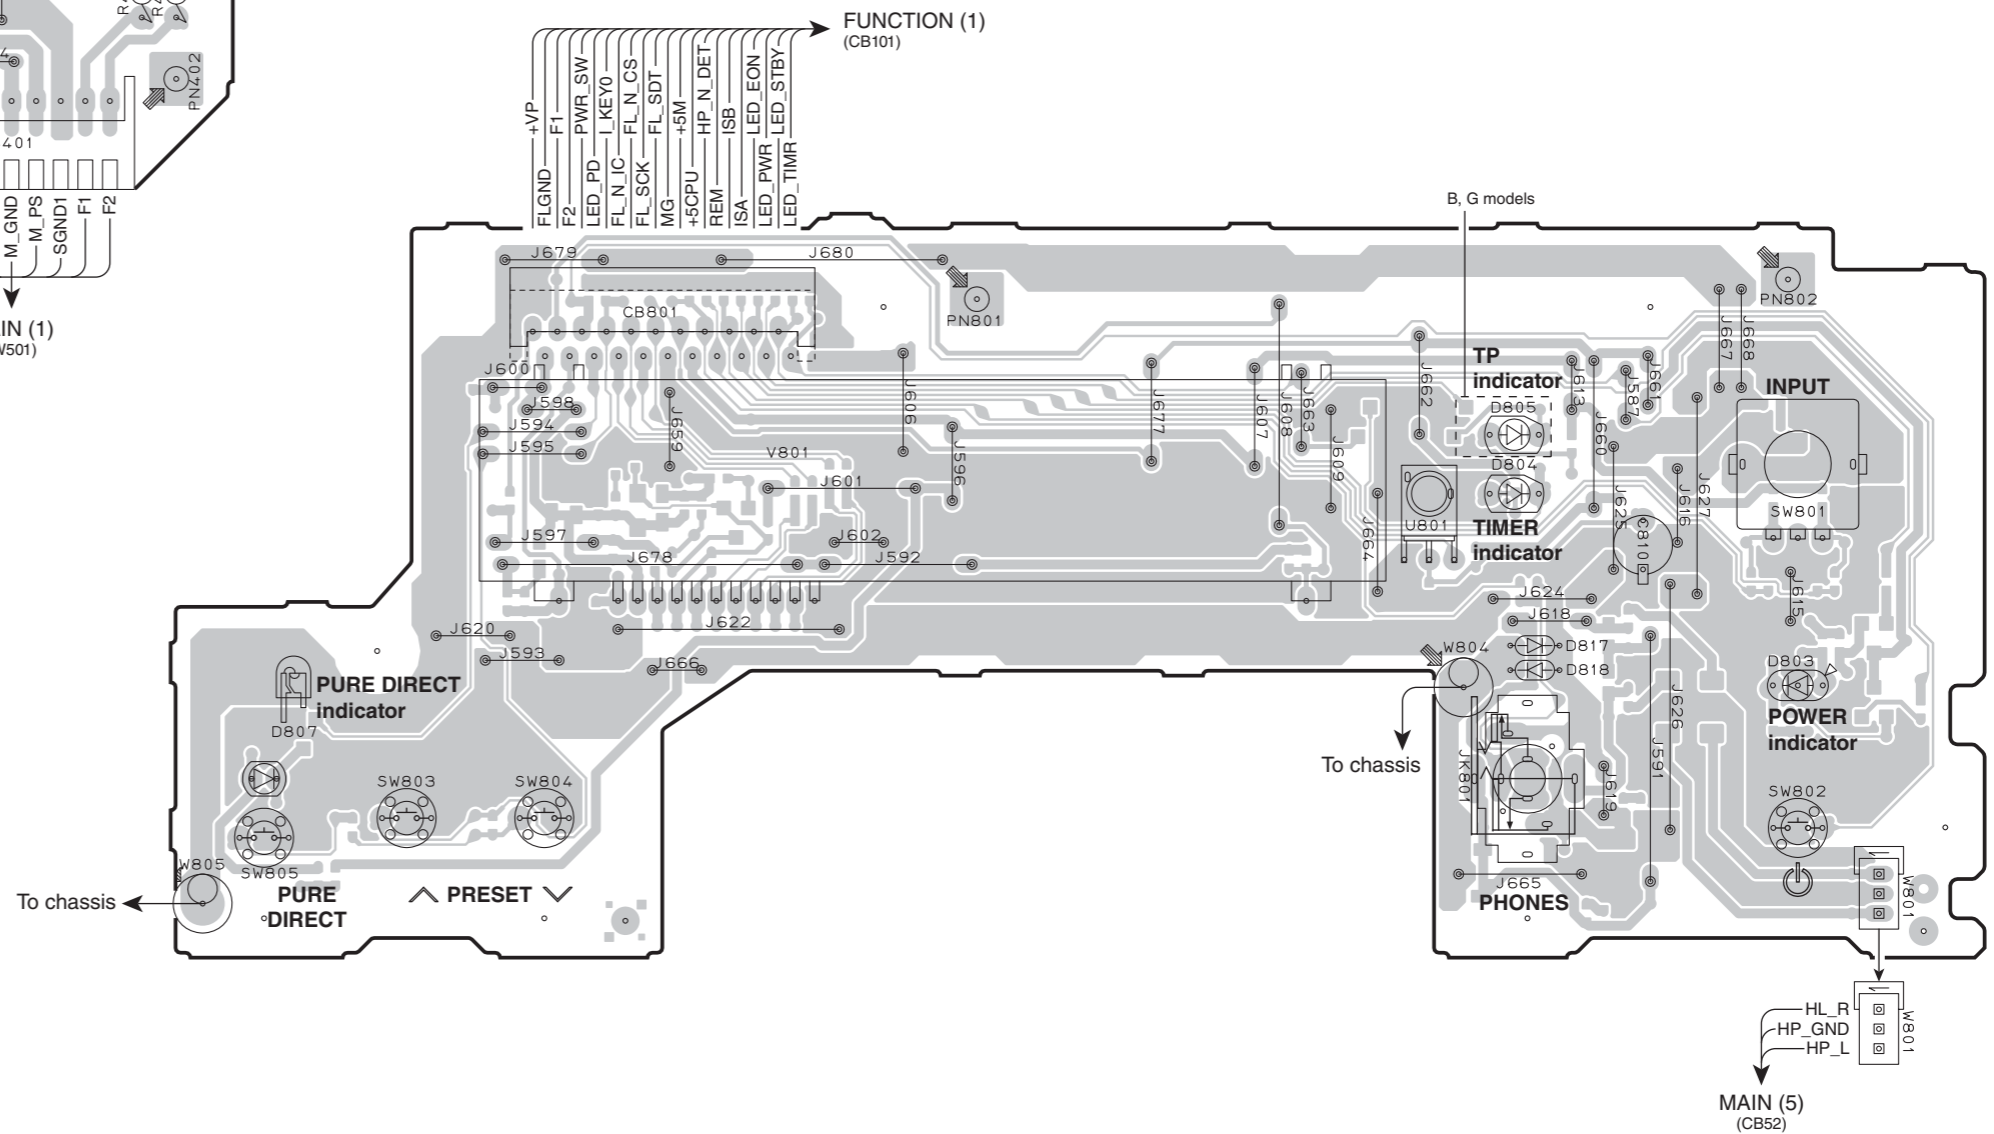 FUNCTION (1)
(CB101)
+VP
FLGND
F1
F2
PWR_SW
LED_PD
I_KEY0
FL_N_IC
FL_N_CS
FL_SCK
FL_SDT
MG
+5M
+5CPU
HP_N_DET
REM
ISB
ISA
LED_EON
LED_PWR
LED_STBY
LED_TIMR
PN402
401
M_GND
M_PS
SGND1
F1
F2
IN (1)
W501)
B, G models
J679
J680
CB801
PN801
PN802
J600
J598
J594
J595
J659
V801
J601
J606
J596
J597
J602
J678
J592
J677
J607
J608
J663
J609
J664
J662
TP
indicator
D805
D804
U801
TIMER
indicator
J613
J587
J661
J660
J625
C810
J616
J627
J667
J668
INPUT
SW801
J615
J624
J618
J620
J593
J622
J666
W804
D817
D818
D803
POWER
indicator
J626
J591
J619
JK801
To chassis
PURE DIRECT
indicator
D807
SW803
SW804
SW802
W805
SW805
To chassis
PURE
DIRECT
PRESET
J665
PHONES
W801
HL_R
HP_GND
HP_L
W801
MAIN (5)
(CB52)